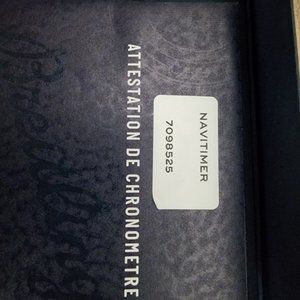 ATTESTATION DE CHRONOMETRE
NAVITIMER
7098525